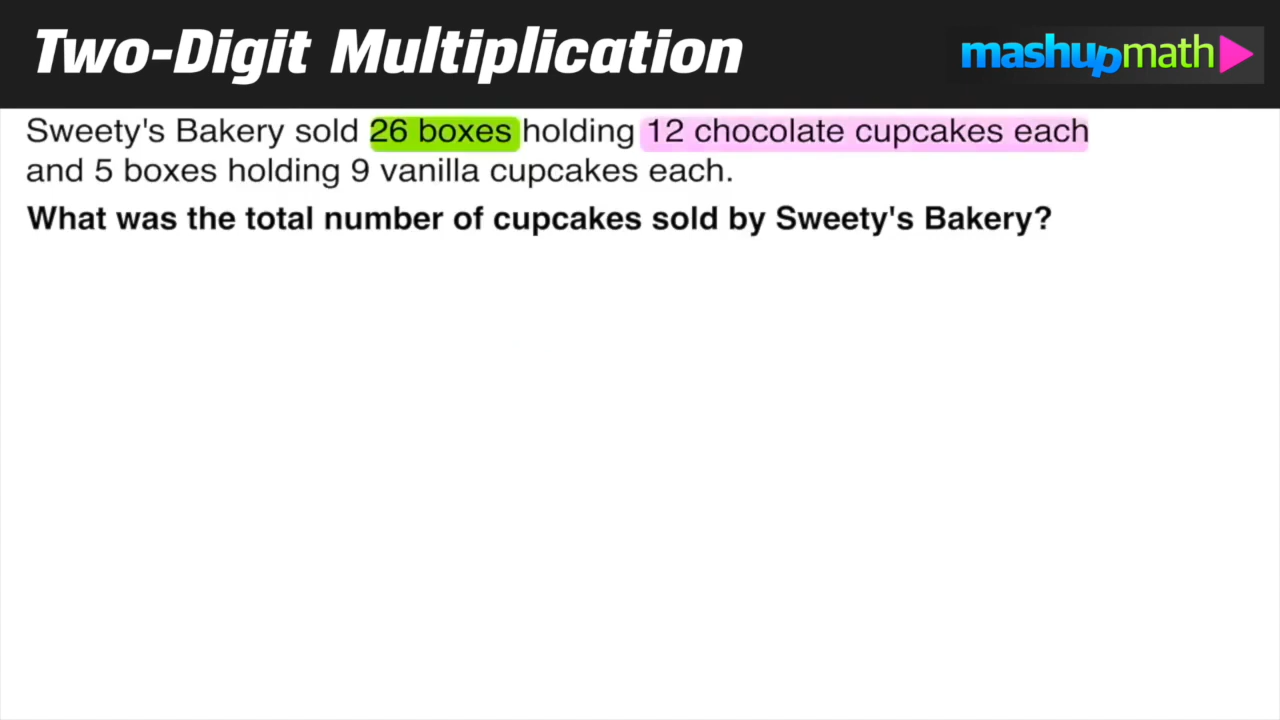 Two-Digit Multiplication
mashupmath
Sweety's Bakery sold 26 boxes holding 12 chocolate cupcakes each
and 5 boxes holding 9 vanilla cupcakes each.
What was the total number of cupcakes sold by Sweety's Bakery?